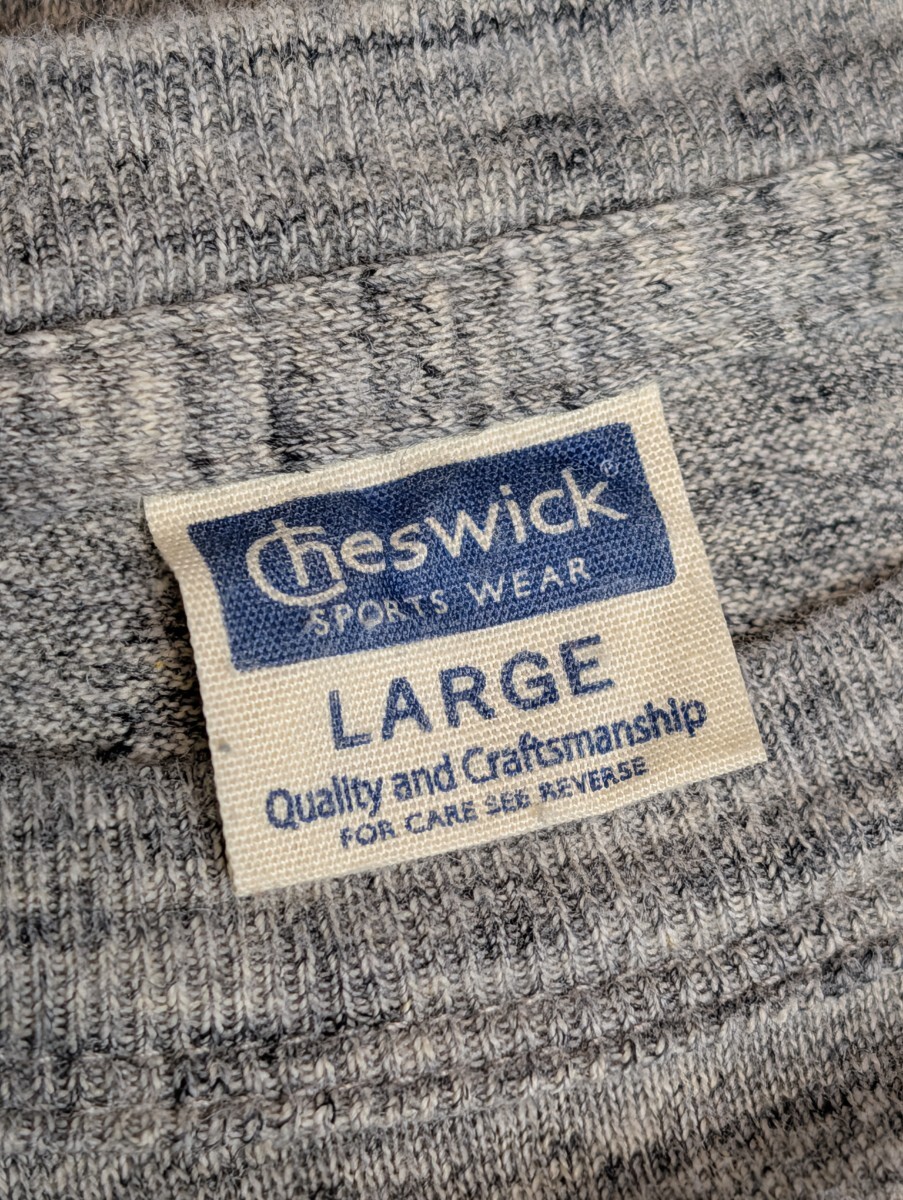 Cheswick®
SPORTS WEAR
LARGE
Quality and Craftsmanship
FOR CARE SEE REVERSE